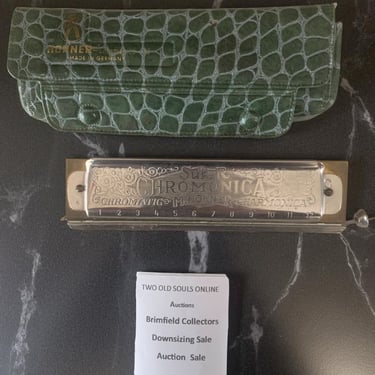 HOHNER
MADE IN GERMANY
Super
CHROMONICA
CHROMATIC M. HOHNER HARMONICA
1 2 3 4 5 6 7 8 9 10 11 12
TWO OLD SOULS ONLINE
Auctions
Brimfield Collectors
Downsizing Sale
Auction Sale